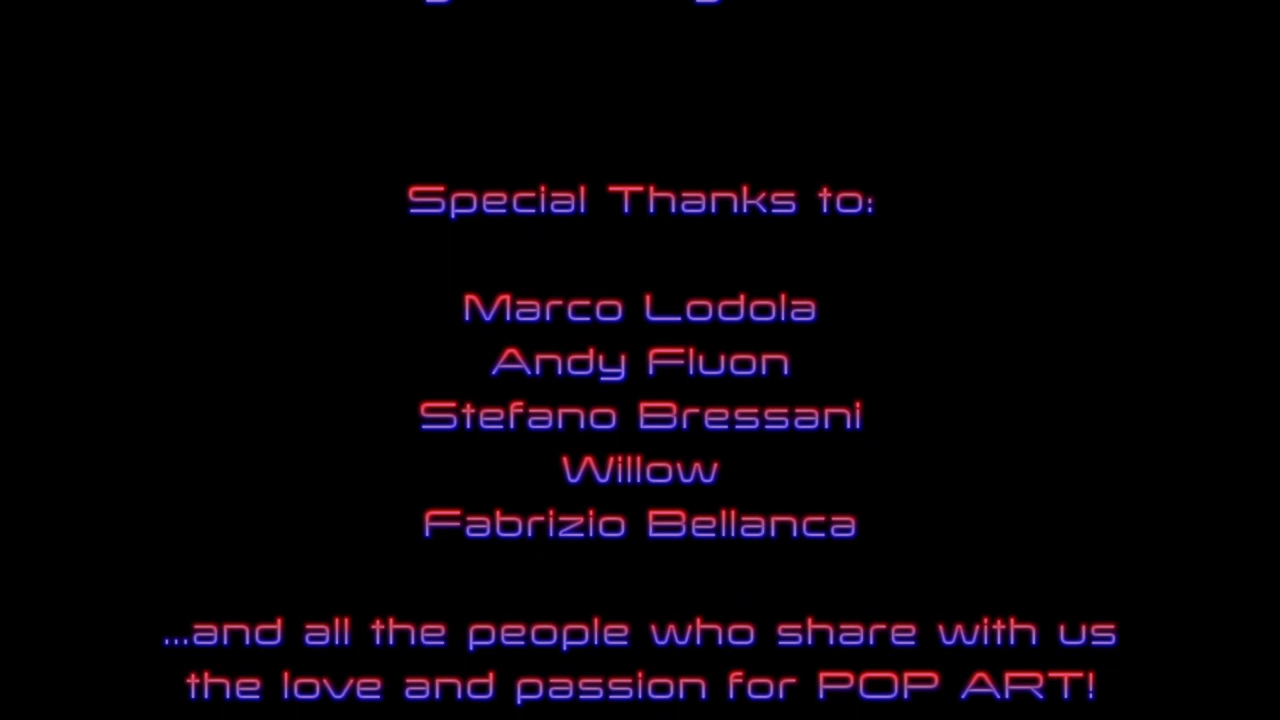 Special Thanks to:
Marco Lodola
Andy Fluon
Stefano Bressani
Willow
Fabrizio Bellanca
...and all the people who share with us
the love and passion for POP ART!